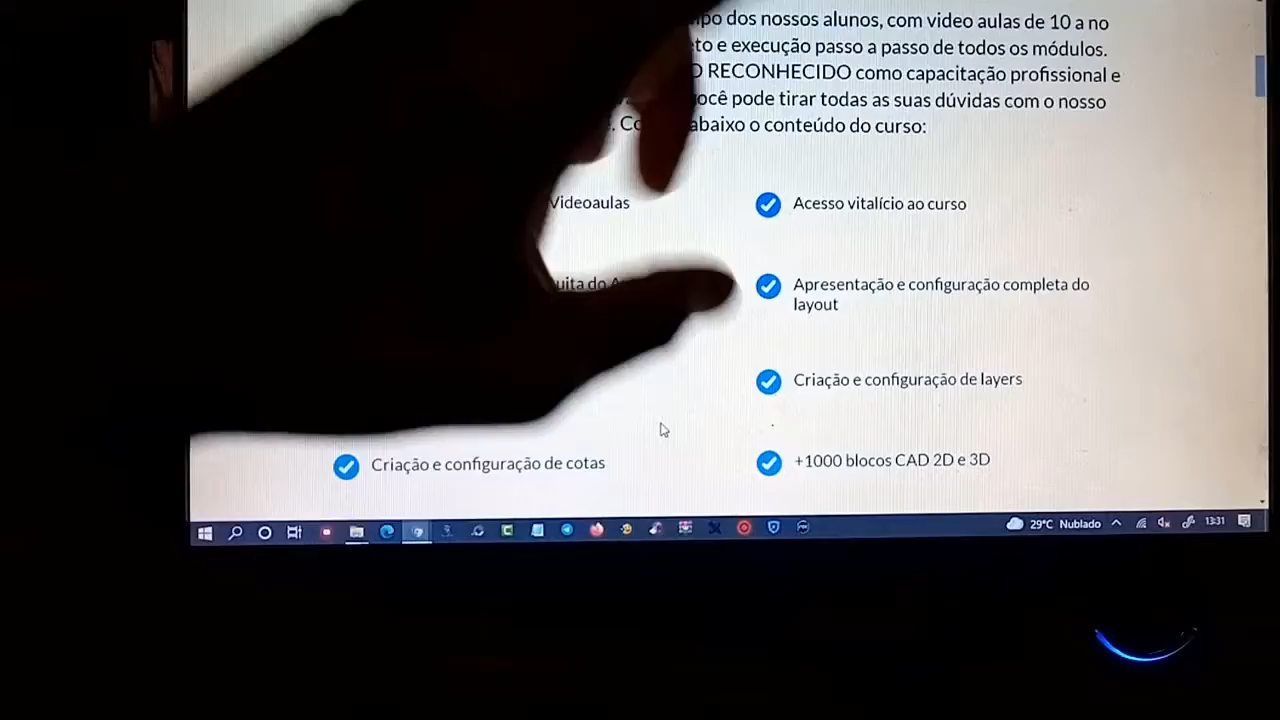 dos nossos alunos, com video aulas de 10 a no
e execução passo a passo de todos os módulos.
RECONHECIDO como capacitação profissional e
você pode tirar todas as suas dúvidas com o nosso
abaixo o conteúdo do curso:
Videoaulas
Acesso vitalício ao curso
do
Apresentação e configuração completa do
layout
Criação e configuração de layers
Criação e configuração de cotas
+1000 blocos CAD 2D e 3D
29°C Nublado
13:31